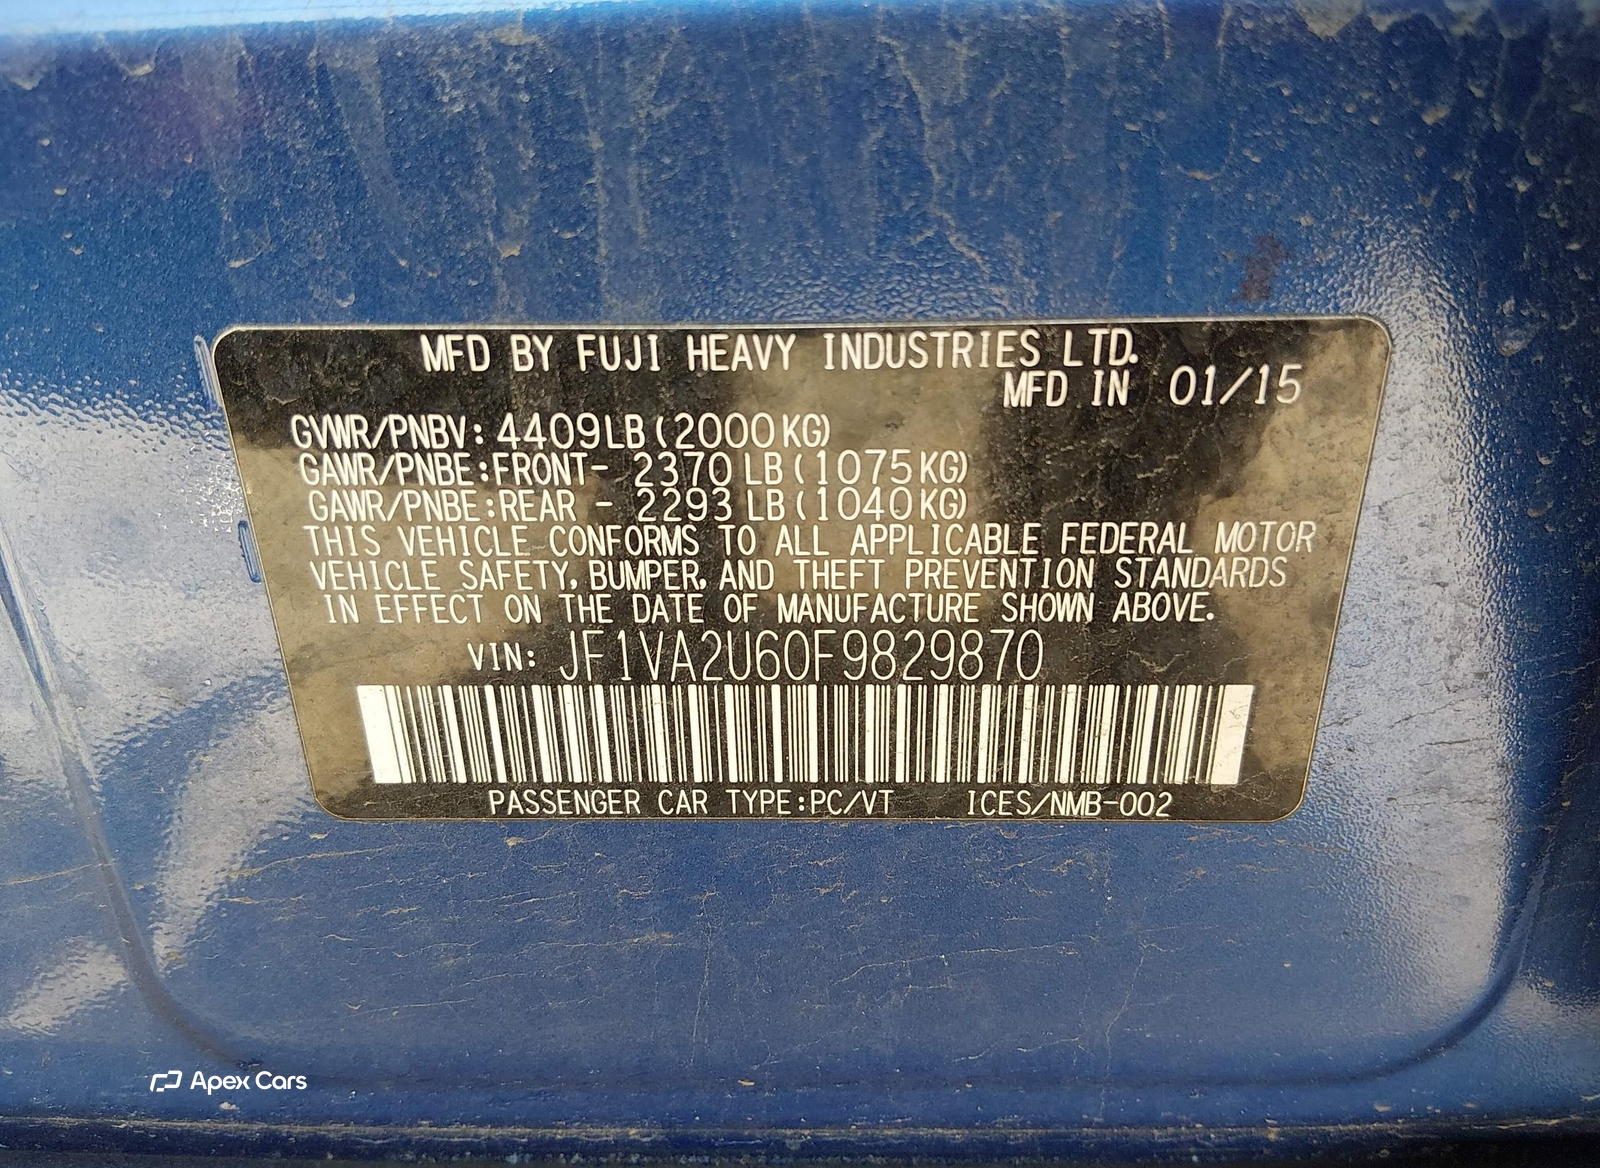 MFD BY FUJI HEAVY INDUSTRIES LTD.
MFD IN 01/15
GVWR/PNBV: 4409LB (2000KG)
GAWR/PNBE:FRONT- 2370 LB (1075KG)
GAWR/PNBE:REAR - 2293 LB (1040KG)
THIS VEHICLE CONFORMS TO ALL APPLICABLE FEDERAL MOTOR
VEHICLE SAFETY, BUMPER, AND THEFT PREVENTION STANDARDS
IN EFFECT ON THE DATE OF MANUFACTURE SHOWN ABOVE.
VIN: JF1VA2U60F9829870
PASSENGER CAR TYPE:PC/VT ICES/NMB-002
Apex Cars